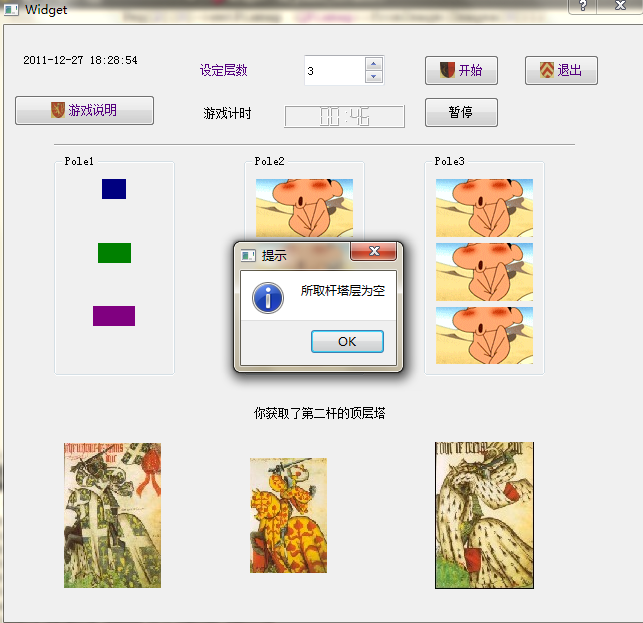 Widget
2011-12-27 18:28:54
设定层数
3
开始
退出
游戏说明
游戏计时
00:46
暂停
Pole1
Pole2
Pole3
提示
所取杆塔层为空
OK
你获取了第二杆的顶层塔